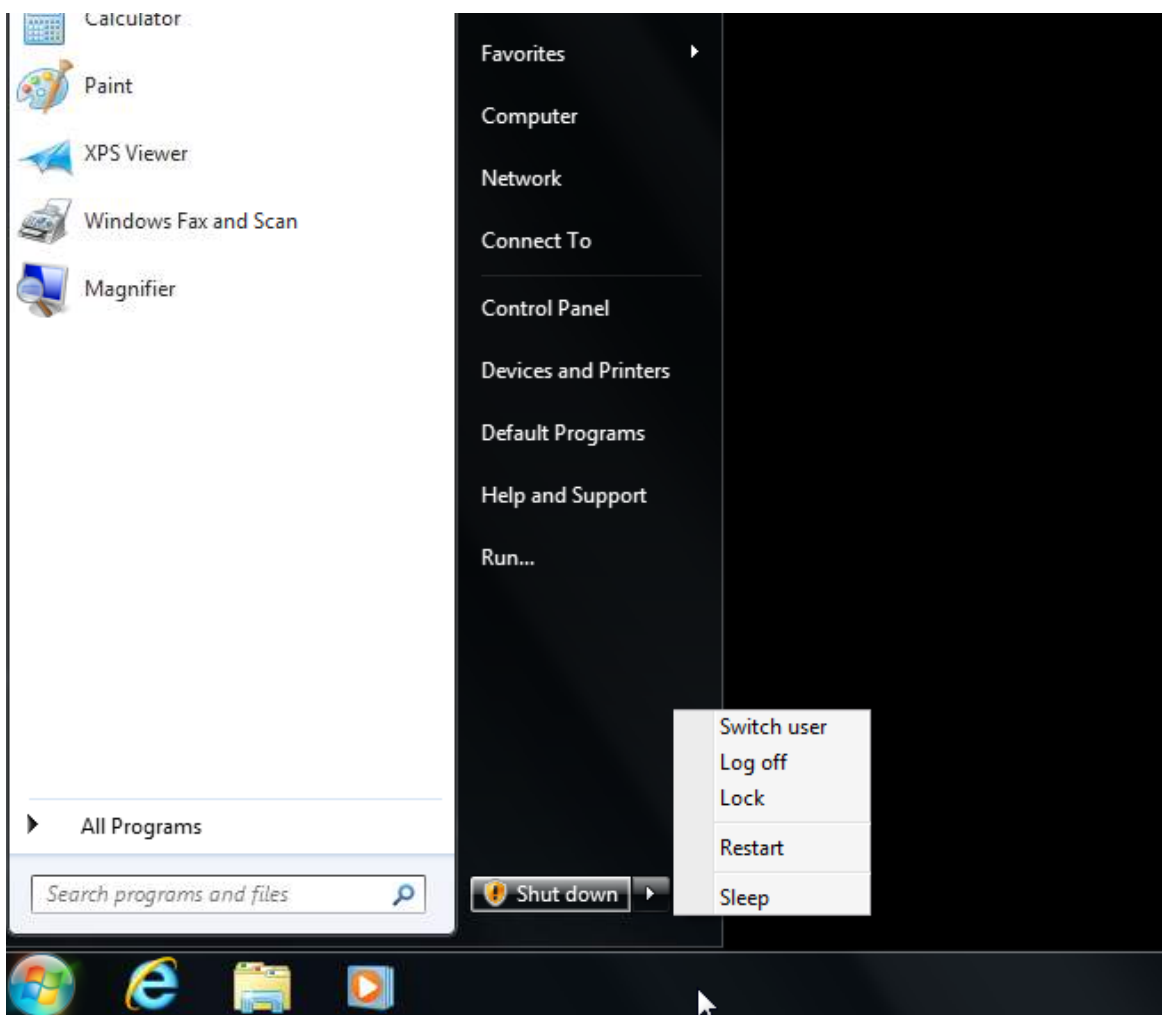 Calculator
Paint
XPS Viewer
Windows Fax and Scan
Magnifier
All Programs
Search programs and files
Favorites
Computer
Network
Connect To
Control Panel
Devices and Printers
Default Programs
Help and Support
Run...
Shut down
Switch user
Log off
Lock
Restart
Sleep